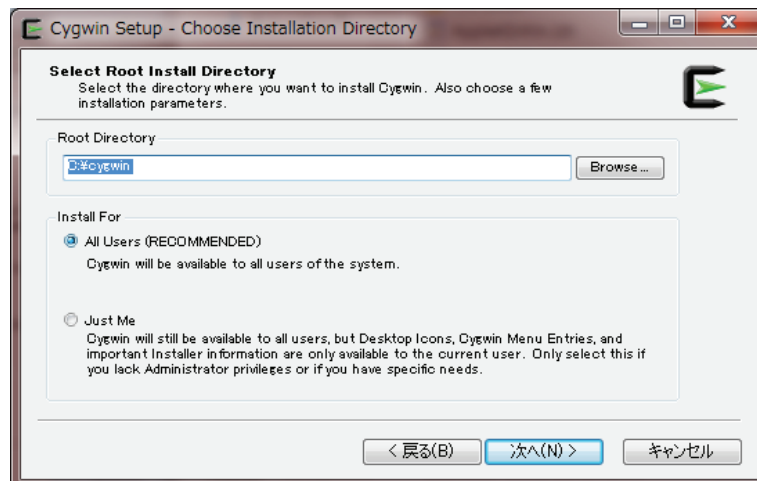 Cygwin Setup - Choose Installation Directory
Select Root Install Directory
Select the directory where you want to install Cygwin. Also choose a few
installation parameters.
Root Directory
C:¥cygwin
Browse...
Install For
All Users (RECOMMENDED)
Cygwin will be available to all users of the system.
Just Me
Cygwin will still be available to all users, but Desktop Icons, Cygwin Menu Entries, and
important Installer information are only available to the current user. Only select this if
you lack Administrator privileges or if you have specific needs.
< 戻る(B)
次へ(N) >
キャンセル